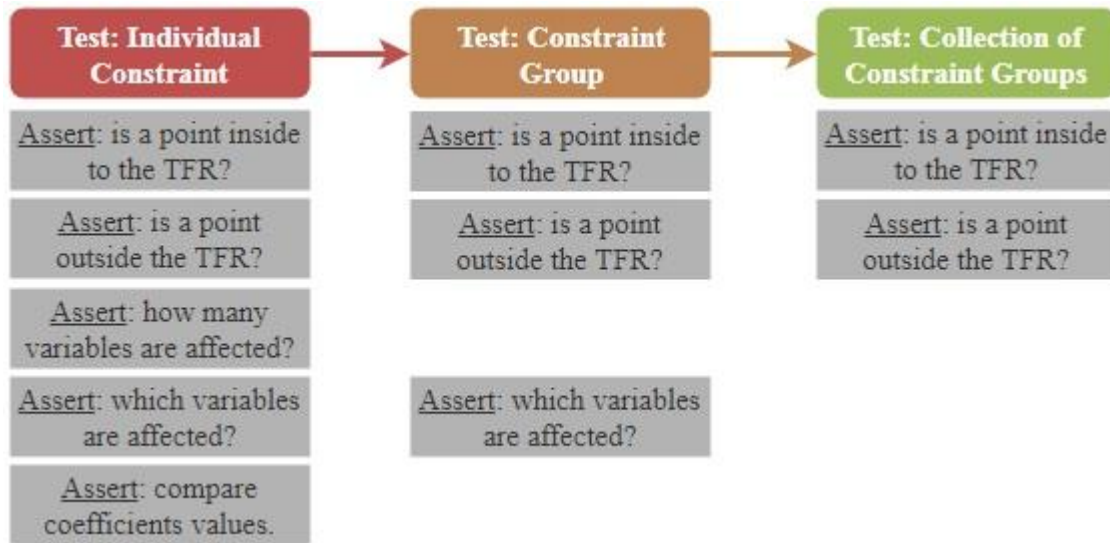 Test: Individual
Constraint
Assert: is a point inside
to the TFR?
Assert: is a point
outside the TFR?
Assert: how many
variables are affected?
Assert: which variables
are affected?
Assert: compare
coefficients values.
Test: Constraint
Group
Assert: is a point inside
to the TFR?
Assert: is a point
outside the TFR?
Assert: which variables
are affected?
Test: Collection of
Constraint Groups
Assert: is a point inside
to the TFR?
Assert: is a point
outside the TFR?